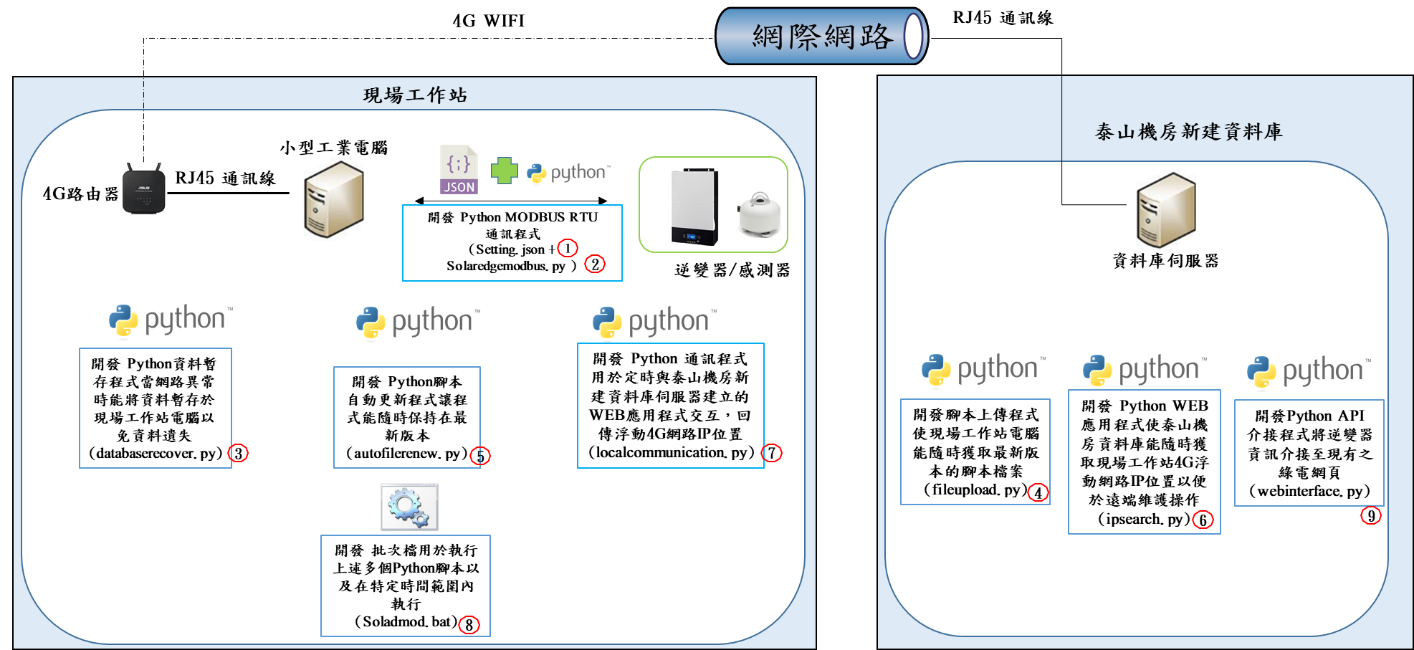 4G WIFI
網際網路
RJ45 通訊線
現場工作站
小型工業電腦
4G路由器
RJ45 通訊線
{;}
JSON
python™
開發 Python MODBUS RTU
通訊程式
(Setting.json +
①
Solaredgemodbus.py )
②
逆變器/感測器
python™
開發 Python資料暫
存程式當網路異常
時能將資料暫存於
現場工作站電腦以
免資料遺失
(databaserecover.py)
③
python™
開發 Python腳本
自動更新程式讓程
式能隨時保持在最
新版本
(autofilerenew.py)
⑤
python™
開發 Python 通訊程式
用於定時與泰山機房新
建資料庫伺服器建立的
WEB應用程式交互，回
傳浮動4G網路IP位置
(localcommunication.py)
⑦
開發 批次檔用於執行
上述多個Python腳本以
及在特定時間範圍內
執行
(Soladmod.bat)
⑧
泰山機房新建資料庫
資料庫伺服器
python™
開發腳本上傳程式
使現場工作站電腦
能隨時獲取最新版
本的腳本檔案
(fileupload.py)
④
python™
開發 Python WEB
應用程式使泰山機
房資料庫能隨時獲
取現場工作站4G浮
動網路IP位置以便
於遠端維護操作
(ipsearch.py)
⑥
python™
開發Python API
介接程式將逆變器
資訊介接至現有之
綠電網頁
(webinterface.py)
⑨